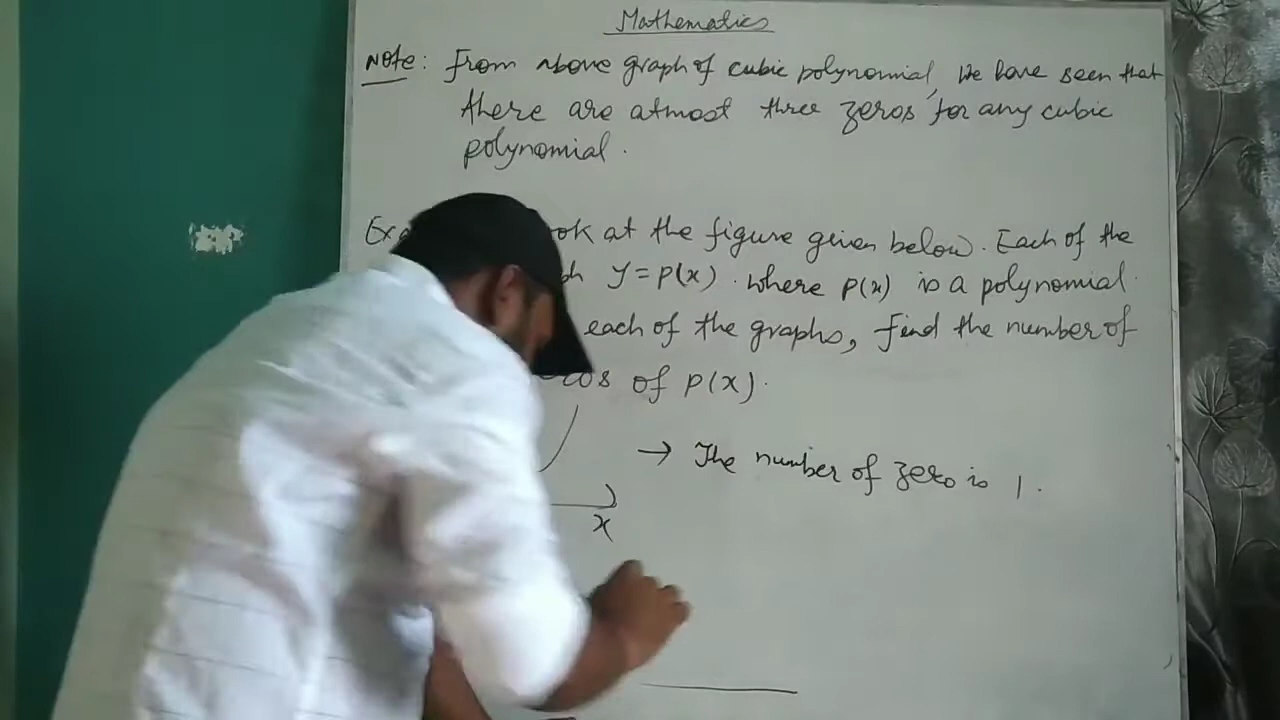 Mathematics
Note: From above graph of cubic polynomial, we have seen that
there are atmost three zeros for any cubic
polynomial.
look at the figure given below. Each of the
y = p(x). where p(x) is a polynomial.
each of the graphs, find the number of
of p(x).
→ The number of zero is 1.
x